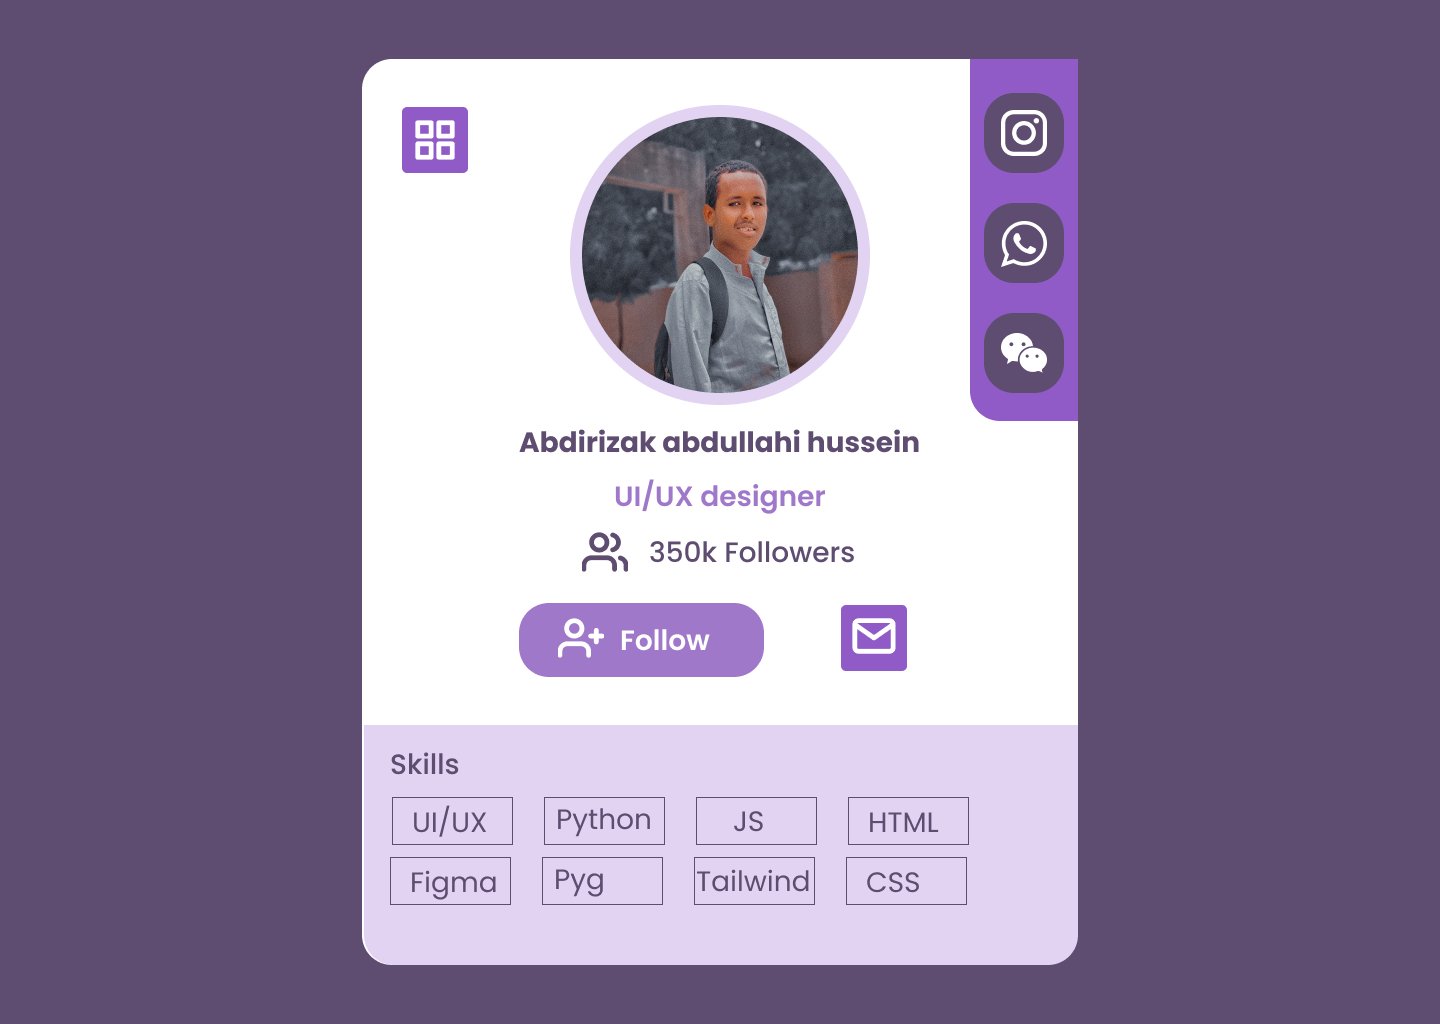 Abdirizak abdullahi hussein
UI/UX designer
350k Followers
Follow
Skills
UI/UX Python JS HTML
Figma Pyg Tailwind CSS